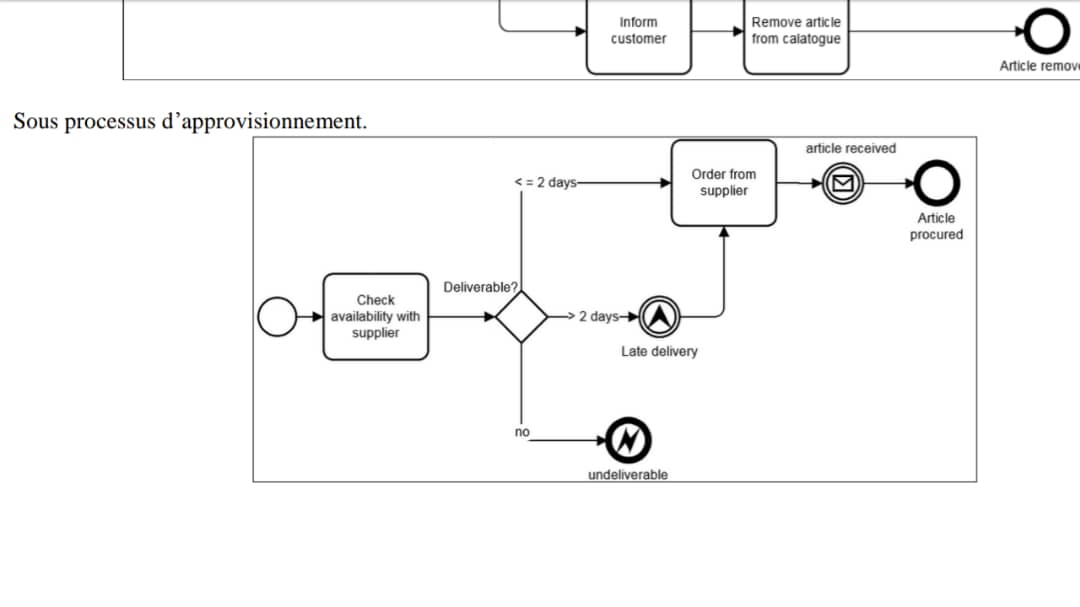 Inform
customer
Remove article
from calatogue
Article remove
Sous processus d’approvisionnement.
article received
Order from
supplier
< = 2 days
Article
procured
Deliverable?
Check
availability with
supplier
> 2 days
Late delivery
no
undeliverable